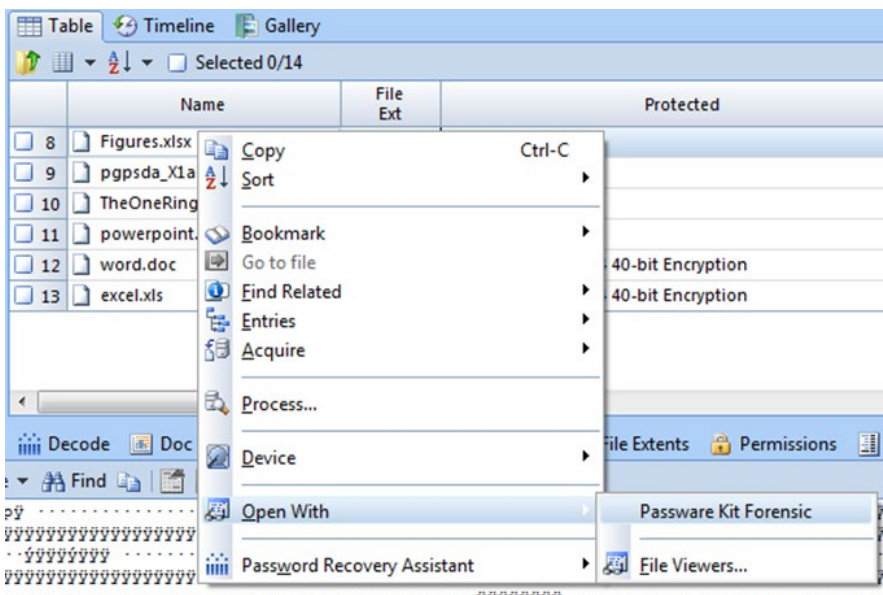 Table Timeline Gallery
Selected 0/14
Name File Ext Protected
8 Figures.xlsx
9 pgpsda_X1a
10 TheOneRing
11 powerpoint.
12 word.doc 40-bit Encryption
13 excel.xls 40-bit Encryption
Copy Ctrl-C
Sort
Bookmark
Go to file
Find Related
Entries
Acquire
Process...
Device
Open With
Password Recovery Assistant
Passware Kit Forensic
File Viewers...
Decode Doc File Extents Permissions
Find